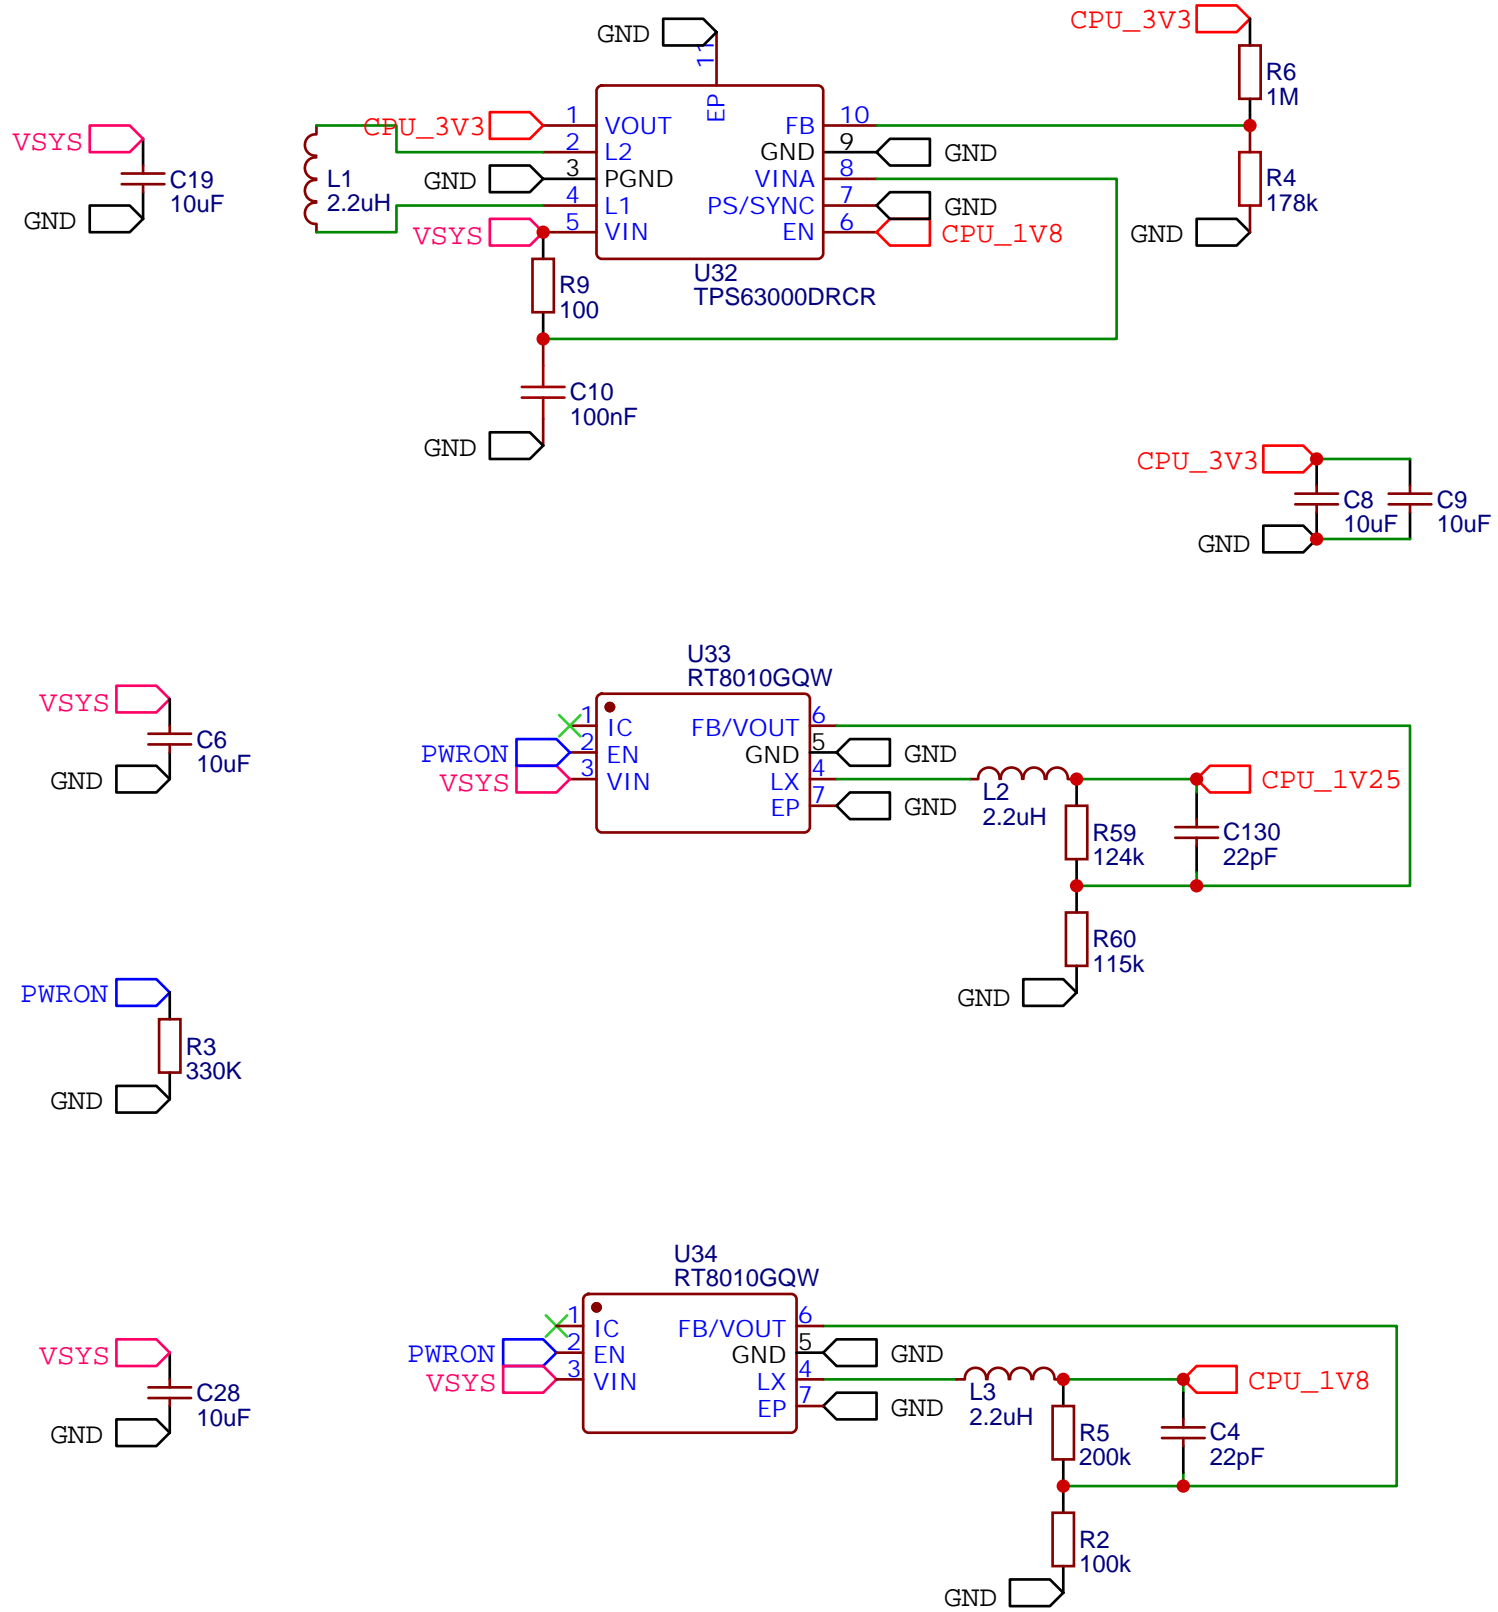 GND
11
EP
CPU_3V3
R6
1M
VSYS
C19
10uF
GND
L1
2.2uH
CPU_3V3
1
VOUT
2
L2
GND
3
PGND
4
L1
VSYS
5
VIN
FB
10
GND
9
GND
VINA
8
PS/SYNC
7
GND
EN
6
CPU_1V8
R4
178k
GND
U32
TPS63000DRCR
R9
100
C10
100nF
GND
CPU_3V3
C8
10uF
C9
10uF
GND
U33
RT8010GQW
VSYS
C6
10uF
GND
1
IC
PWRON
2
EN
VSYS
3
VIN
FB/VOUT
6
GND
5
GND
LX
4
EP
7
GND
L2
2.2uH
CPU_1V25
R59
124k
C130
22pF
R60
115k
GND
PWRON
R3
330K
GND
U34
RT8010GQW
VSYS
C28
10uF
GND
1
IC
PWRON
2
EN
VSYS
3
VIN
FB/VOUT
6
GND
5
GND
LX
4
EP
7
GND
L3
2.2uH
CPU_1V8
R5
200k
C4
22pF
R2
100k
GND